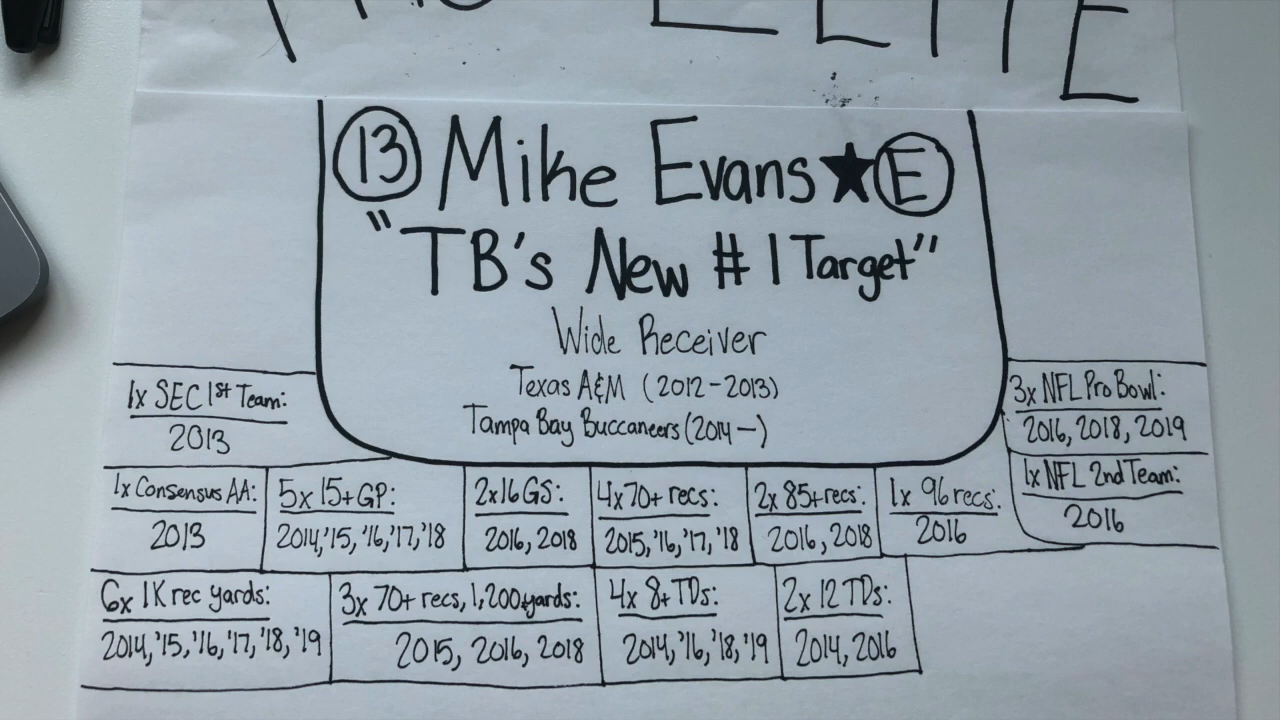 ELITE
13 Mike Evans ★ E
"TB's New #1 Target"
Wide Receiver
Texas A&M (2012-2013)
Tampa Bay Buccaneers (2014-)
1x SEC 1st Team:
2013
3x NFL Pro Bowl:
2016, 2018, 2019
1x Consensus AA:
2013
5x 15+ GP:
2014, '15, '16, '17, '18
2x 16 GS:
2016, 2018
4x 70+ recs:
2015, '16, '17, '18
2x 85+ recs:
2016, 2018
1x 96 recs:
2016
1x NFL 2nd Team:
2016
6x 1K rec yards:
2014, '15, '16, '17, '18, '19
3x 70+ recs, 1,200+ yards:
2015, 2016, 2018
4x 8+ TDs:
2014, '16, '18, '19
2x 12 TDs:
2014, 2016